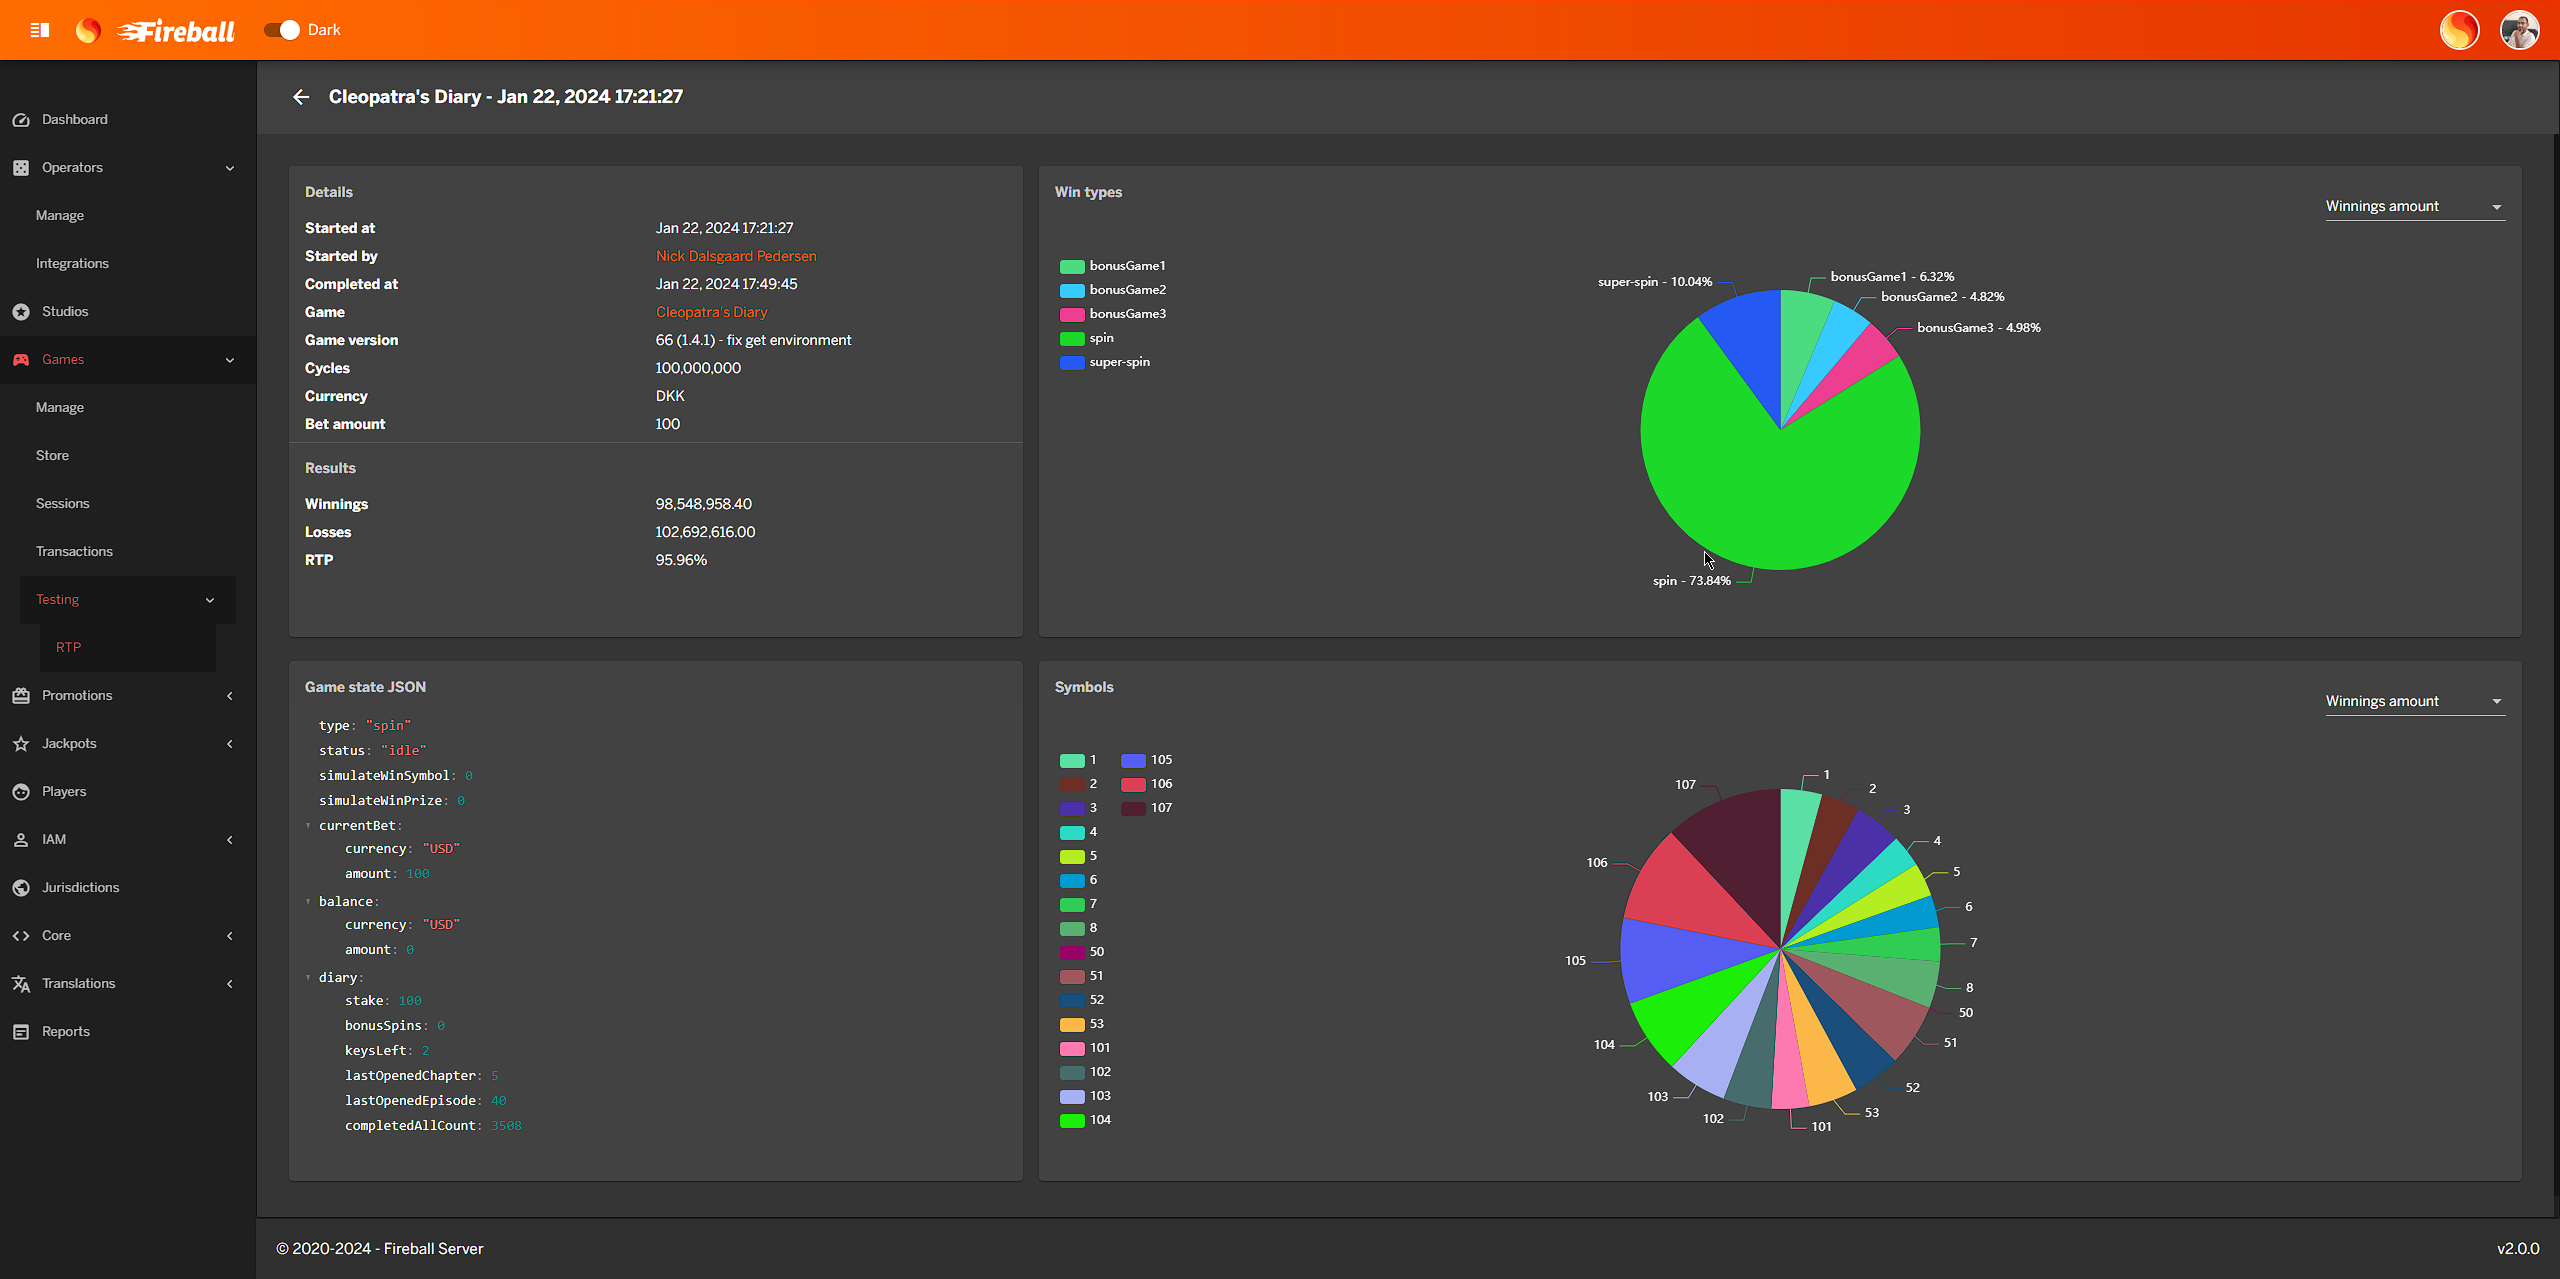 Fireball
Dark
Cleopatra's Diary - Jan 22, 2024 17:21:27
Dashboard
Operators
Manage
Integrations
Studios
Games
Manage
Store
Sessions
Transactions
Testing
RTP
Promotions
Jackpots
Players
IAM
Jurisdictions
Core
Translations
Reports
Details
Started at Jan 22, 2024 17:21:27
Started by Nick Dalsgaard Pedersen
Completed at Jan 22, 2024 17:49:45
Game Cleopatra's Diary
Game version 66 (1.4.1) - fix get environment
Cycles 100,000,000
Currency DKK
Bet amount 100
Results
Winnings 98,548,958.40
Losses 102,692,616.00
RTP 95.96%
Win types
Winnings amount
bonusGame1
bonusGame2
bonusGame3
spin
super-spin
super-spin - 10.04%
bonusGame1 - 6.32%
bonusGame2 - 4.82%
bonusGame3 - 4.98%
spin - 73.84%
Game state JSON
type: "spin"
status: "idle"
simulateWinSymbol: 0
simulateWinPrize: 0
currentBet:
currency: "USD"
amount: 100
balance:
currency: "USD"
amount: 0
diary:
stake: 100
bonusSpins: 0
keysLeft: 2
lastOpenedChapter: 5
lastOpenedEpisode: 40
completedAllCount: 3508
Symbols
Winnings amount
1 105
2 106
3 107
4
5
6
7
8
50
51
52
53
101
102
103
104
1
2
3
4
5
6
7
8
50
51
52
53
101
102
103
104
105
106
107
© 2020-2024 - Fireball Server
v2.0.0